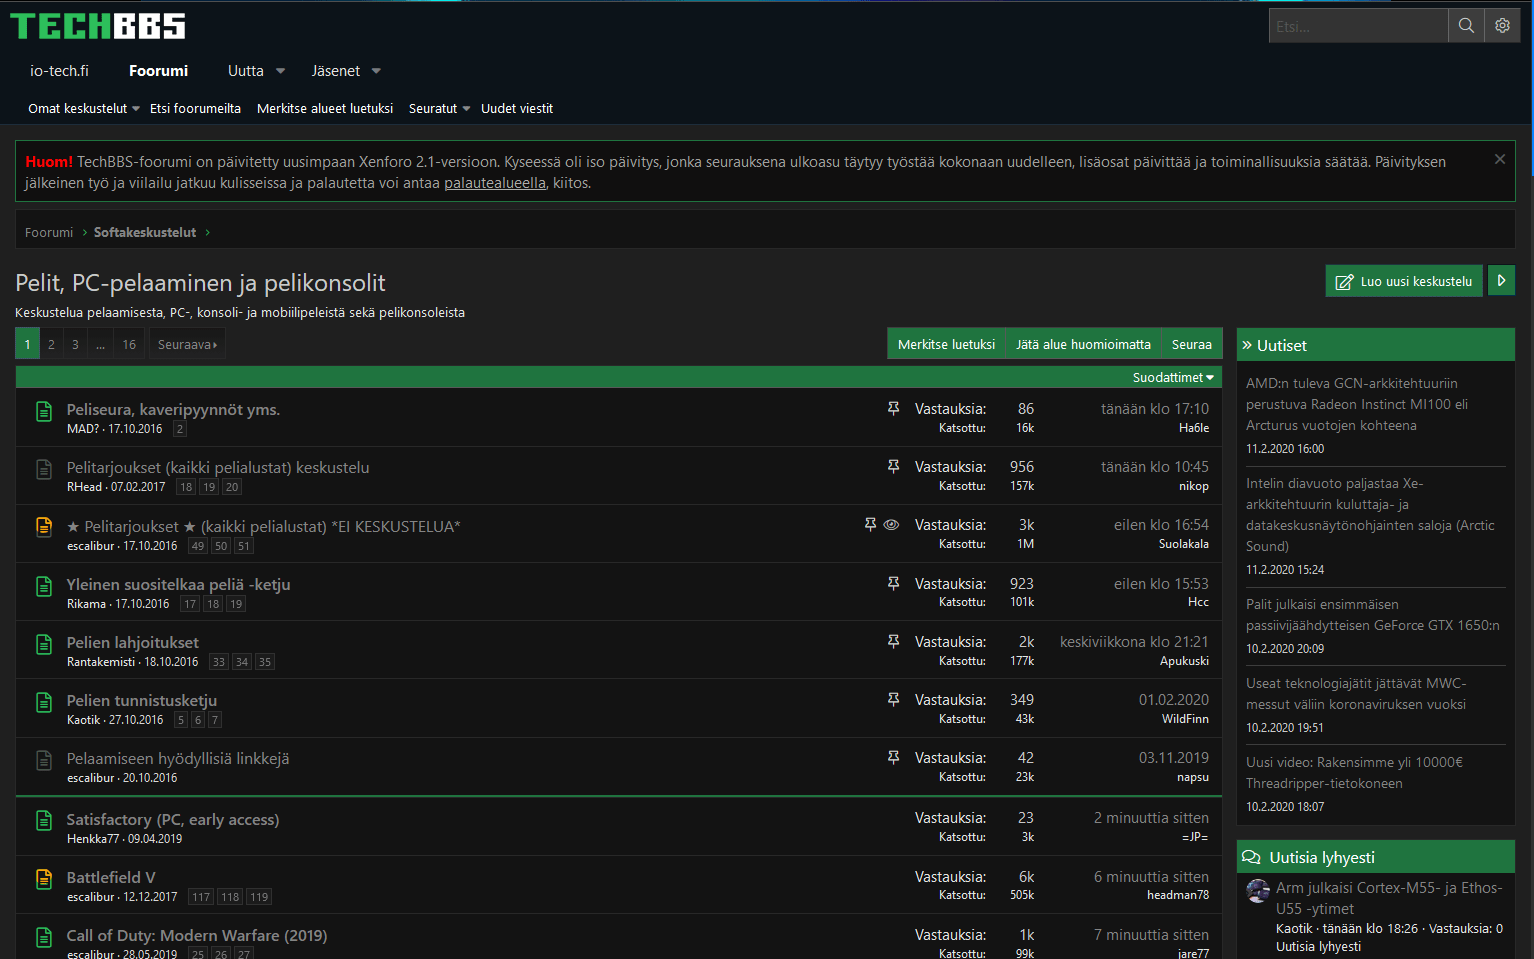 TECHBBS
Etsi...
io-tech.fi Foorumi Uutta Jäsenet
Omat keskustelut Etsi foorumeilta Merkitse alueet luetuksi Seuratut Uudet viestit
Huom! TechBBS-foorumi on päivitetty uusimpaan Xenforo 2.1-versioon. Kyseessä oli iso päivitys, jonka seurauksena ulkoasu täytyy työstää kokonaan uudelleen, lisäosat päivittää ja toiminallisuuksia säätää. Päivityksen
jälkeinen työ ja viilailu jatkuu kulisseissa ja palautetta voi antaa palautealueella, kiitos.
Foorumi › Softakeskustelut ›
Pelit, PC-pelaaminen ja pelikonsolit
Luo uusi keskustelu
Keskustelua pelaamisesta, PC-, konsoli- ja mobiilipeleistä sekä pelikonsoleista
1 2 3 ... 16 Seuraava
Merkitse luetuksi Jätä alue huomioimatta Seuraa
Suodattimet
Peliseura, kaveripyynnöt yms. Vastauksia: 86 tänään klo 17:10
MAD? · 17.10.2016 2 Katsottu: 16k Ha6le
Pelitarjoukset (kaikki pelialustat) keskustelu Vastauksia: 956 tänään klo 10:45
RHead · 07.02.2017 18 19 20 Katsottu: 157k nikop
★ Pelitarjoukset ★ (kaikki pelialustat) *EI KESKUSTELUA* Vastauksia: 3k eilen klo 16:54
escalibur · 17.10.2016 49 50 51 Katsottu: 1M Suolakala
Yleinen suositelkaa peliä -ketju Vastauksia: 923 eilen klo 15:53
Rikama · 17.10.2016 17 18 19 Katsottu: 101k Hcc
Pelien lahjoitukset Vastauksia: 2k keskiviikkona klo 21:21
Rantakemisti · 18.10.2016 33 34 35 Katsottu: 177k Apukuski
Pelien tunnistusketju Vastauksia: 349 01.02.2020
Kaotik · 27.10.2016 5 6 7 Katsottu: 43k WildFinn
Pelaamiseen hyödyllisiä linkkejä Vastauksia: 42 03.11.2019
escalibur · 20.10.2016 Katsottu: 23k napsu
Satisfactory (PC, early access) Vastauksia: 23 2 minuuttia sitten
Henkka77 · 09.04.2019 Katsottu: 3k =JP=
Battlefield V Vastauksia: 6k 6 minuuttia sitten
escalibur · 12.12.2017 117 118 119 Katsottu: 505k headman78
Call of Duty: Modern Warfare (2019) Vastauksia: 1k 7 minuuttia sitten
escalibur · 28.05.2019 25 26 27 Katsottu: 99k jare77
Uutiset
AMD:n tuleva GCN-arkkitehtuuriin
perustuva Radeon Instinct MI100 eli
Arcturus vuotojen kohteena
11.2.2020 16:00
Intelin diavuoto paljastaa Xe-
arkkitehtuurin kuluttaja- ja
datakeskusnäytönohjainten saloja (Arctic
Sound)
11.2.2020 15:24
Palit julkaisi ensimmäisen
passiivijäähdytteisen GeForce GTX 1650:n
10.2.2020 20:09
Useat teknologiajätit jättävät MWC-
messut väliin koronaviruksen vuoksi
10.2.2020 19:51
Uusi video: Rakensimme yli 10000€
Threadripper-tietokoneen
10.2.2020 18:07
Uutisia lyhyesti
Arm julkaisi Cortex-M55- ja Ethos-
U55 -ytimet
Kaotik · tänään klo 18:26 · Vastauksia: 0
Uutisia lyhyesti